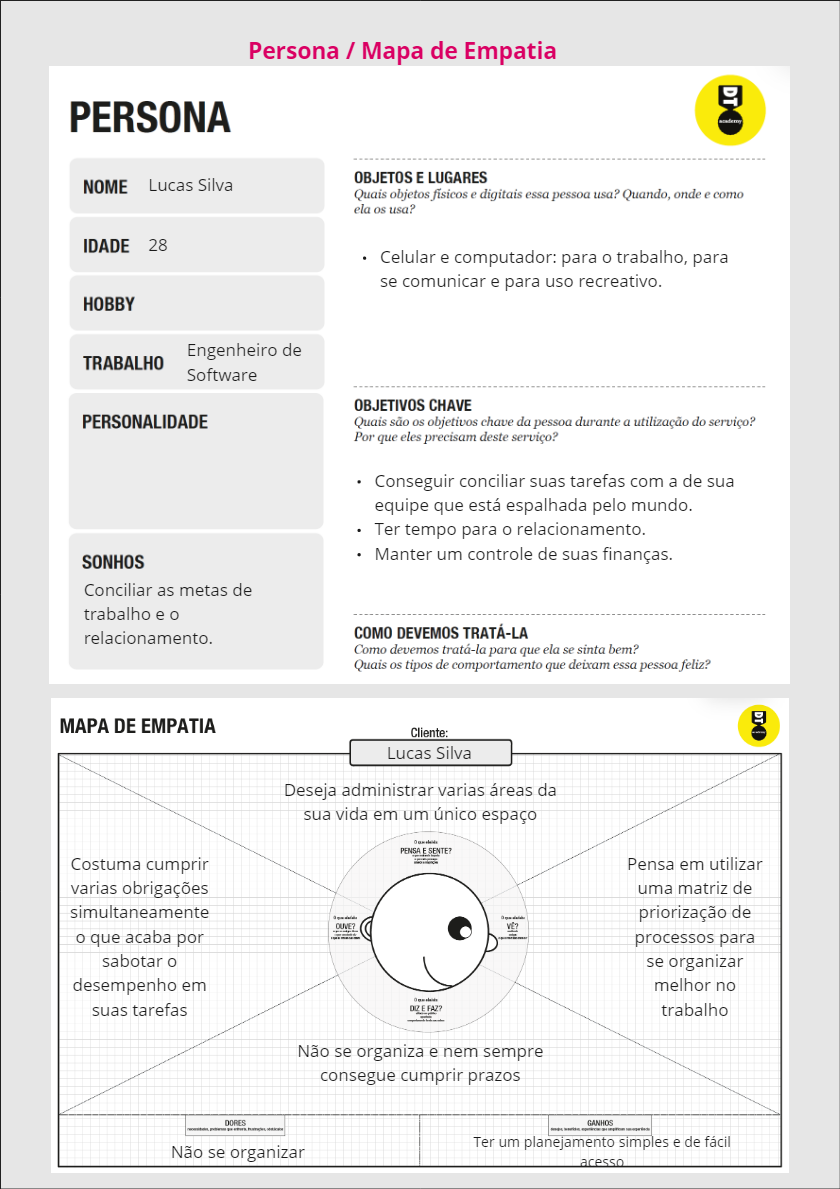 Persona / Mapa de Empatia
PERSONA
DT
academy
NOME Lucas Silva
IDADE 28
HOBBY
TRABALHO Engenheiro de
Software
PERSONALIDADE
SONHOS
Conciliar as metas de
trabalho e o
relacionamento.
OBJETOS E LUGARES
Quais objetos físicos e digitais essa pessoa usa? Quando, onde e como
ela os usa?
• Celular e computador: para o trabalho, para
se comunicar e para uso recreativo.
OBJETIVOS CHAVE
Quais são os objetivos chave da pessoa durante a utilização do serviço?
Por que eles precisam deste serviço?
• Conseguir conciliar suas tarefas com a de sua
equipe que está espalhada pelo mundo.
• Ter tempo para o relacionamento.
• Manter um controle de suas finanças.
COMO DEVEMOS TRATÁ-LA
Como devemos tratá-la para que ela se sinta bem?
Quais os tipos de comportamento que deixam essa pessoa feliz?
MAPA DE EMPATIA
Cliente:
Lucas Silva
DT
Deseja administrar varias áreas da
sua vida em um único espaço
O que ele(a)
PENSA E SENTE?
Costuma cumprir
varias obrigações
simultaneamente
o que acaba por
sabotar o
desempenho em
suas tarefas
O que ele(a)
OUVE?
O que ele(a)
VÊ?
Pensa em utilizar
uma matriz de
priorização de
processos para
se organizar
melhor no
trabalho
O que ele(a)
DIZ E FAZ?
Não se organiza e nem sempre
consegue cumprir prazos
DORES
Não se organizar
GANHOS
Ter um planejamento simples e de fácil
acesso